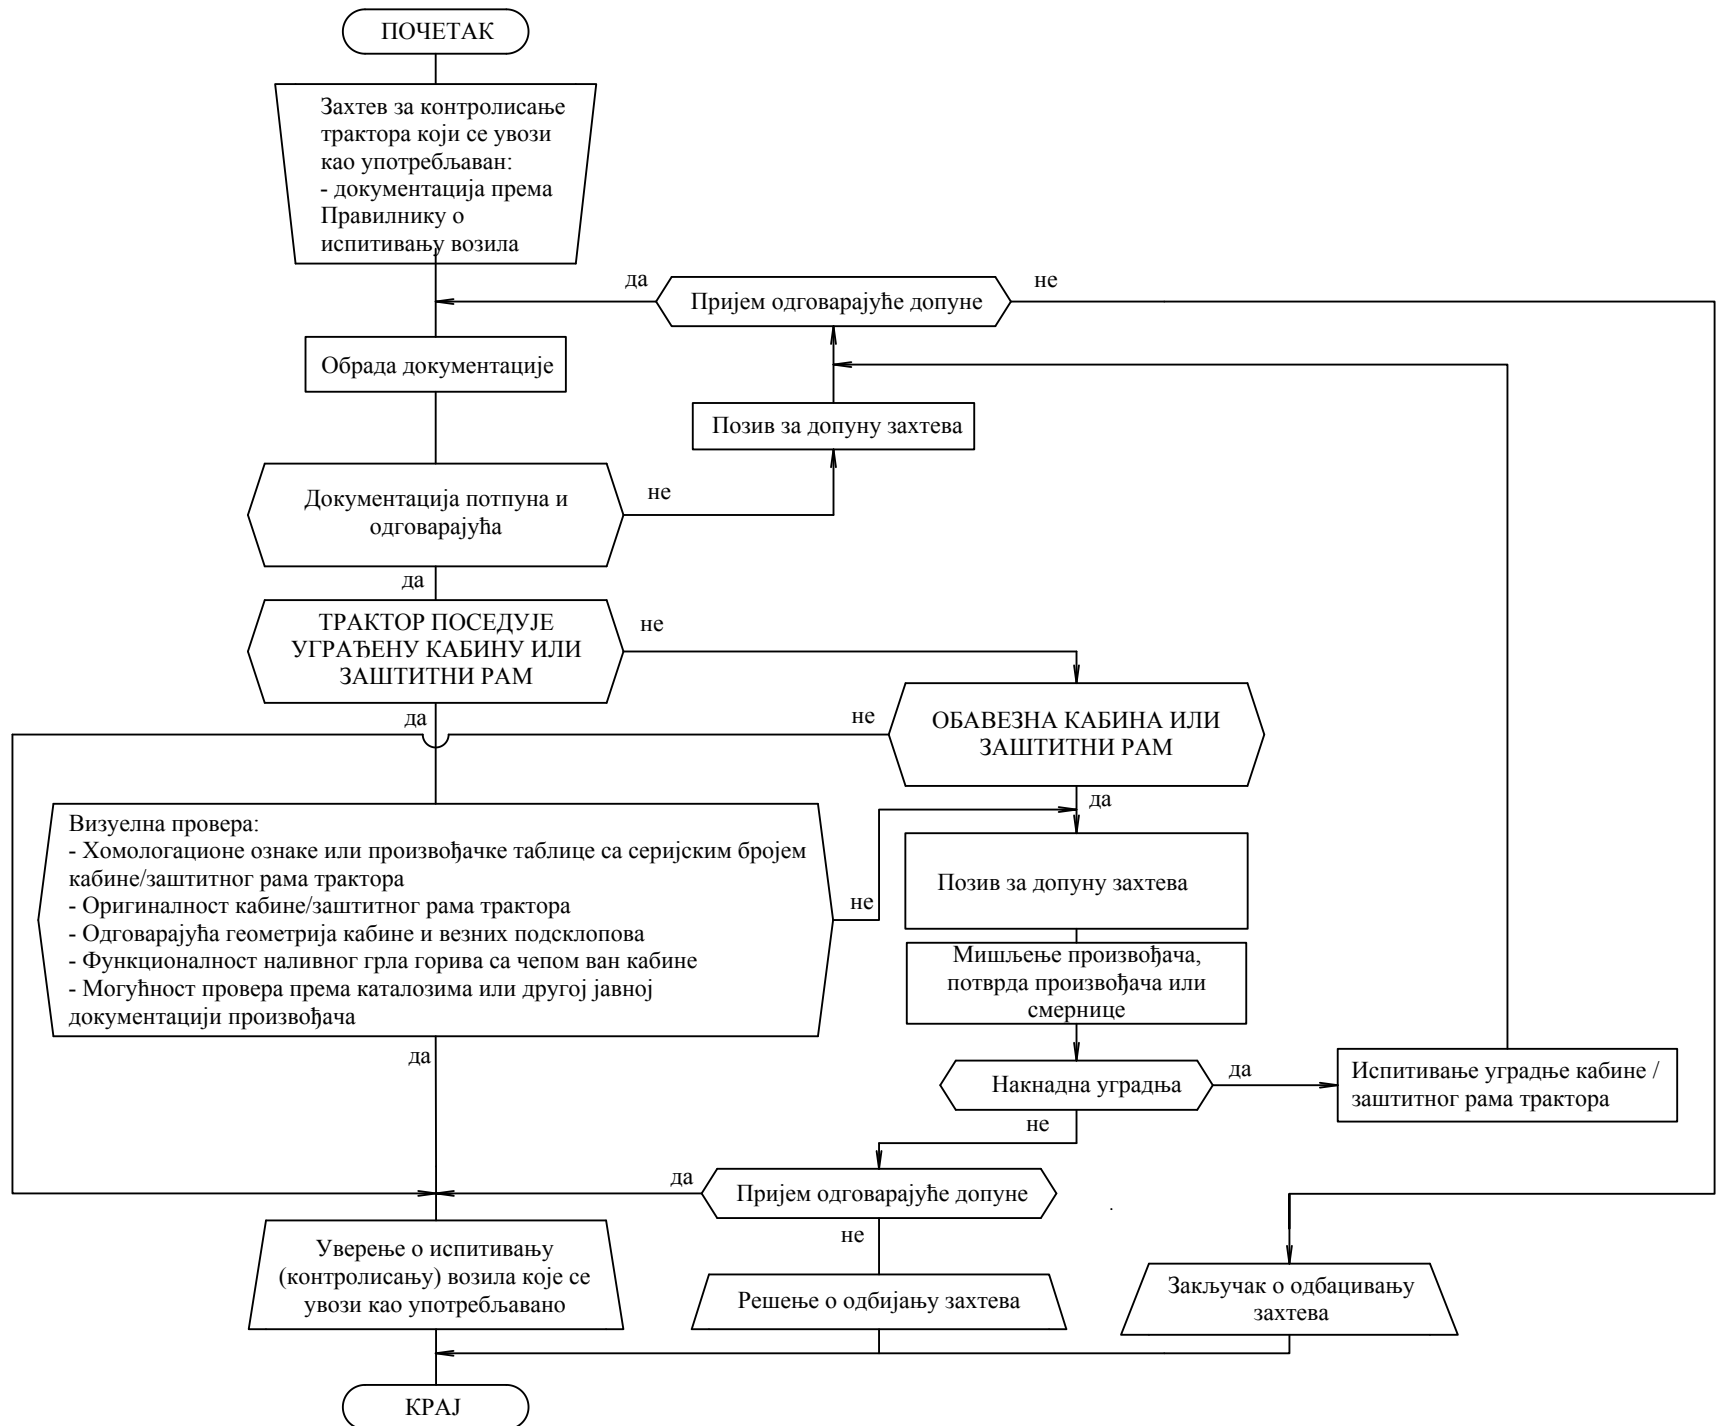 ПОЧЕТАК
Захтев за контролисање
трактора који се увози
као употребљаван:
- документација према
Правилнику о
испитивању возила
да
Пријем одговарајуће допуне
не
Обрада документације
Позив за допуну захтева
Документација потпуна и
одговарајућа
не
да
ТРАКТОР ПОСЕДУЈЕ
УГРАЂЕНУ КАБИНУ ИЛИ
ЗАШТИТНИ РАМ
не
да
не
ОБАВЕЗНА КАБИНА ИЛИ
ЗАШТИТНИ РАМ
да
Визуелна провера:
- Хомологационе ознаке или произвођачке таблице са серијским бројем
кабине/заштитног рама трактора
- Оригиналност кабине/заштитног рама трактора
- Одговарајућа геометрија кабине и везних подсклопова
- Функционалност наливног грла горива са чепом ван кабине
- Могућност провера према каталозима или другој јавној
документацији произвођача
не
да
Позив за допуну захтева
Мишљење произвођача,
потврда произвођача или
смернице
Накнадна уградња
да
не
Испитивање уградње кабине /
заштитног рама трактора
да
Пријем одговарајуће допуне
не
Уверење о испитивању
(контролисању) возила које се
увози као употребљавано
Решење о одбијању захтева
Закључак о одбацивању
захтева
КРАЈ